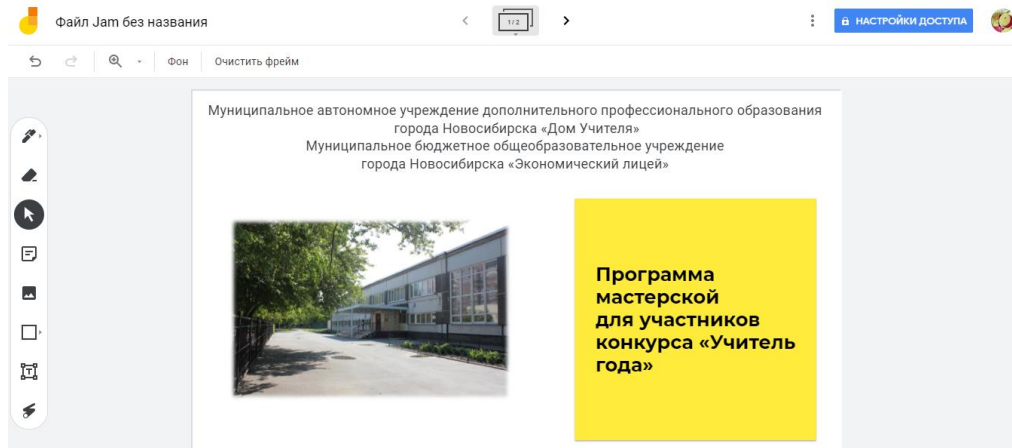 Файл Jam без названия
1/2
НАСТРОЙКИ ДОСТУПА
Фон
Очистить фрейм
Муниципальное автономное учреждение дополнительного профессионального образования
города Новосибирска «Дом Учителя»
Муниципальное бюджетное общеобразовательное учреждение
города Новосибирска «Экономический лицей»
Программа
мастерской
для участников
конкурса «Учитель
года»